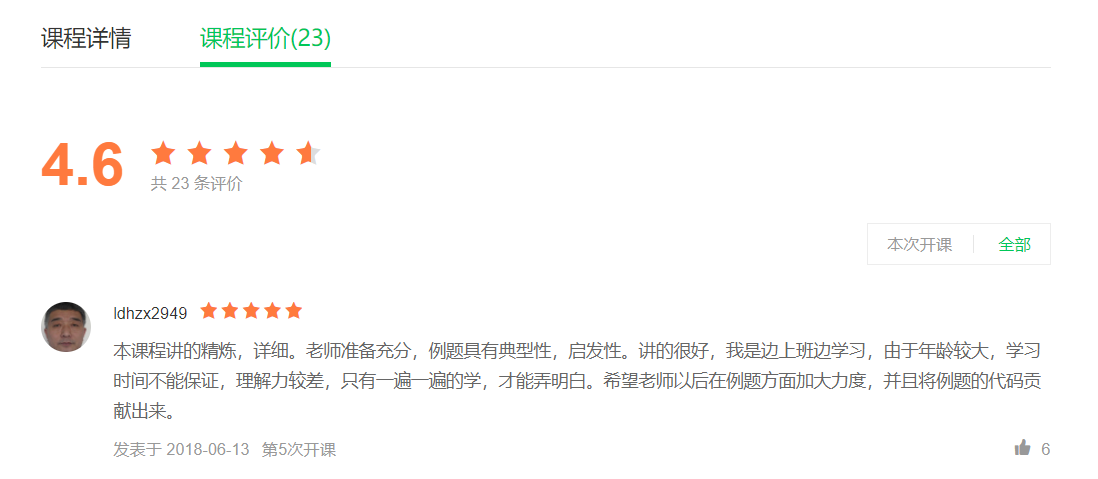 课程详情 课程评价(23)
4.6
共 23 条评价
本次开课 全部
ldhzx2949
本课程讲的精炼，详细。老师准备充分，例题具有典型性，启发性。讲的很好，我是边上班边学习，由于年龄较大，学习
时间不能保证，理解力较差，只有一遍一遍的学，才能弄明白。希望老师以后在例题方面加大力度，并且将例题的代码贡
献出来。
发表于 2018-06-13 第5次开课 6